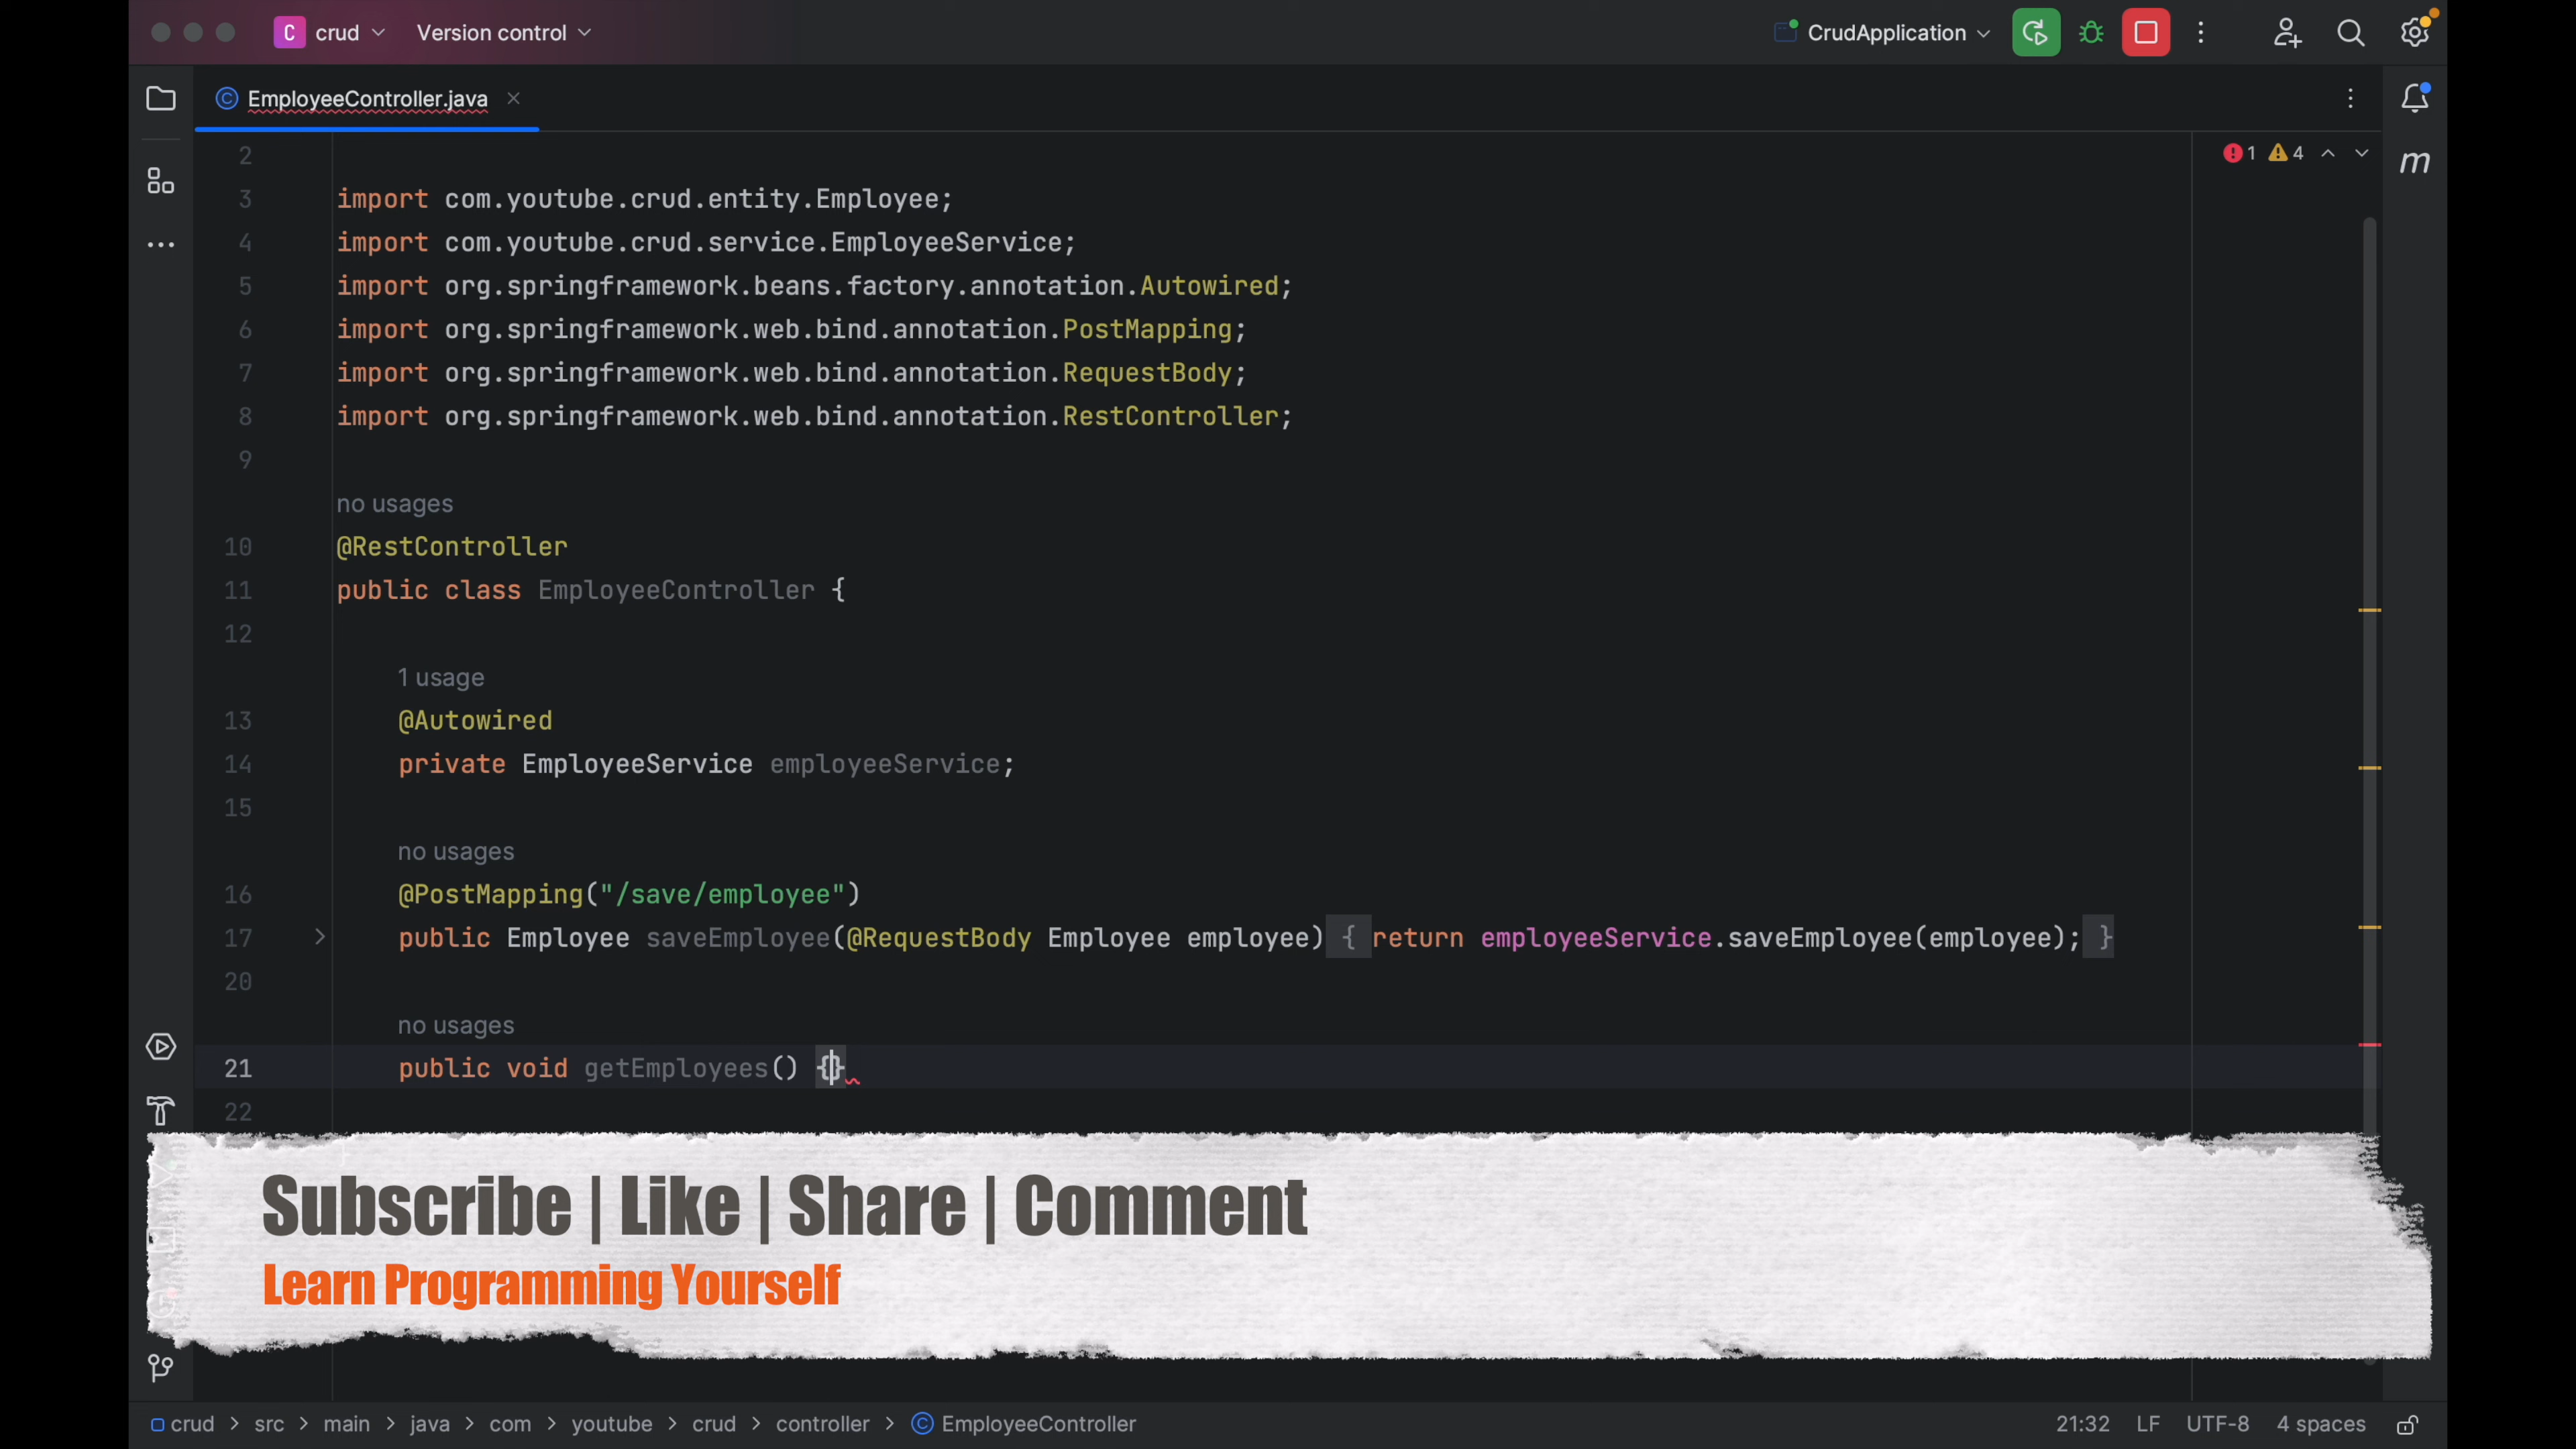 C crud Version control CrudApplication
EmployeeController.java
1 4
2
3 import com.youtube.crud.entity.Employee;
4 import com.youtube.crud.service.EmployeeService;
5 import org.springframework.beans.factory.annotation.Autowired;
6 import org.springframework.web.bind.annotation.PostMapping;
7 import org.springframework.web.bind.annotation.RequestBody;
8 import org.springframework.web.bind.annotation.RestController;
9
no usages
10 @RestController
11 public class EmployeeController {
12
1 usage
13 @Autowired
14 private EmployeeService employeeService;
15
no usages
16 @PostMapping("/save/employee")
17 public Employee saveEmployee(@RequestBody Employee employee) { return employeeService.saveEmployee(employee); }
20
no usages
21 public void getEmployees() {}
22
Subscribe | Like | Share | Comment
Learn Programming Yourself
crud > src > main > java > com > youtube > crud > controller > EmployeeController 21:32 LF UTF-8 4 spaces